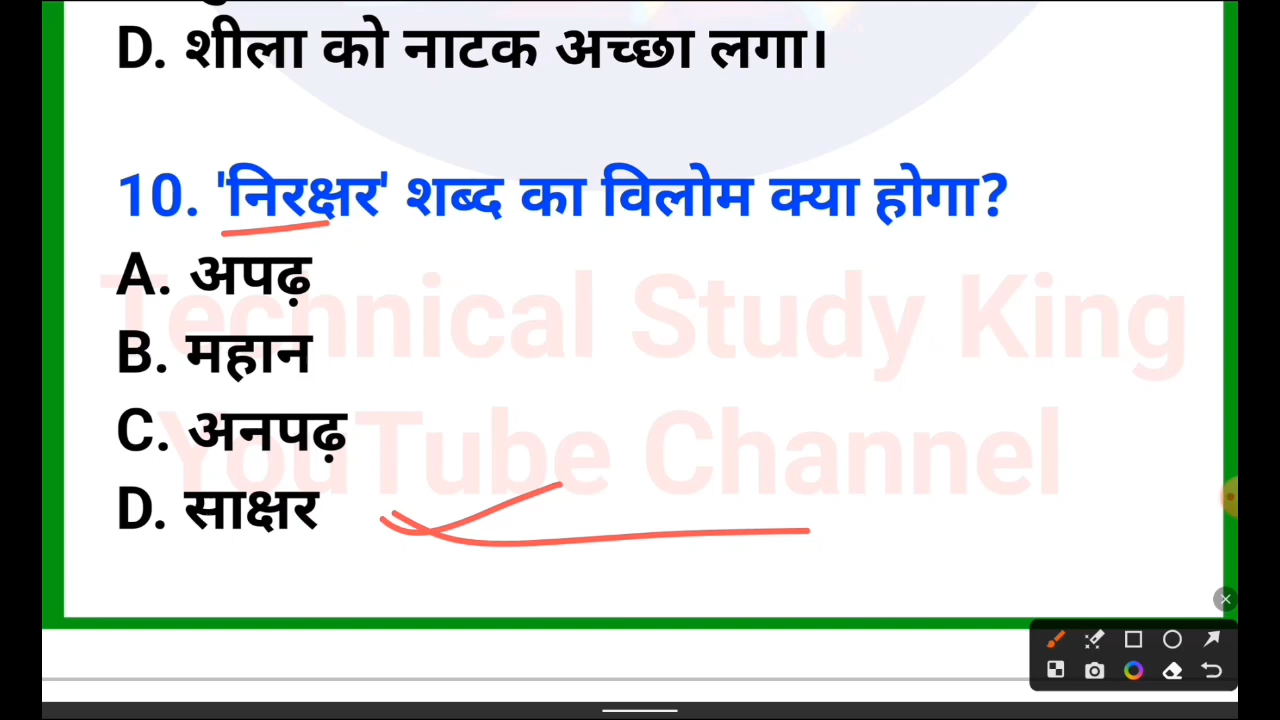 D. शीला को नाटक अच्छा लगा।
10. 'निरक्षर' शब्द का विलोम क्या होगा?
A. अपढ़
Technical Study King
B. महान
C. अनपढ़
YouTube Channel
D. साक्षर